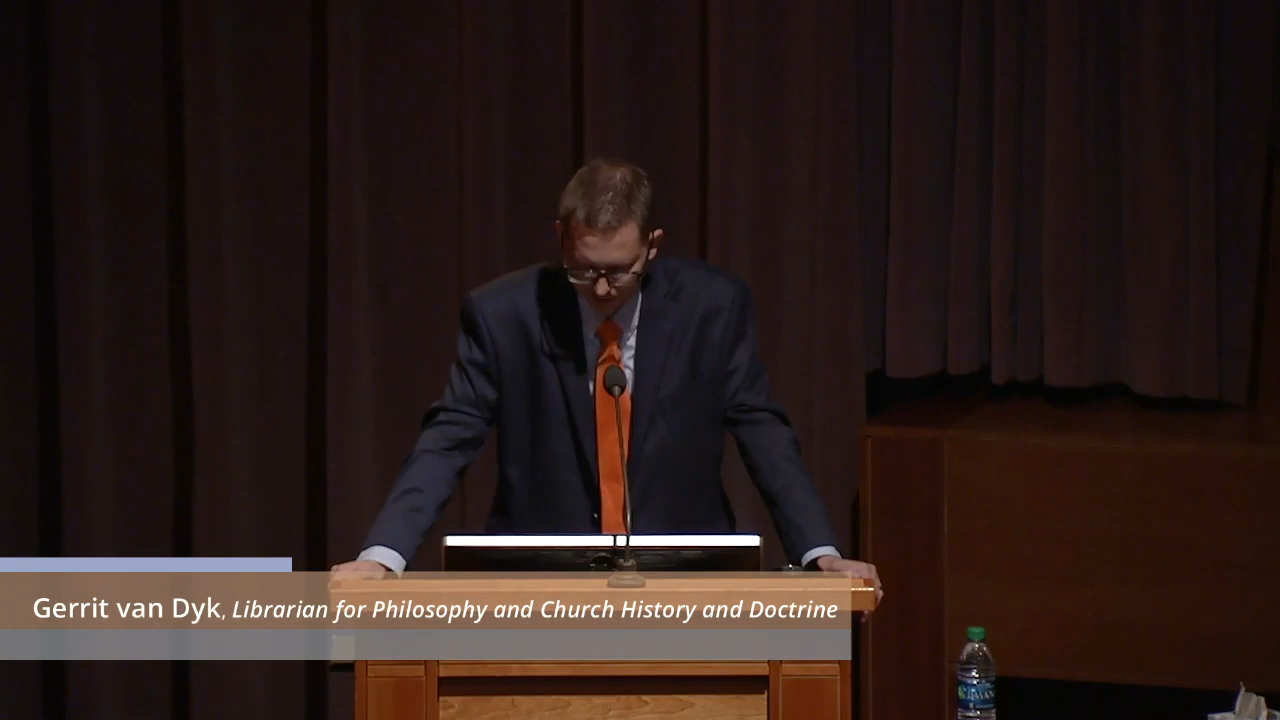 Gerrit van Dyk, Librarian for Philosophy and Church History and Doctrine